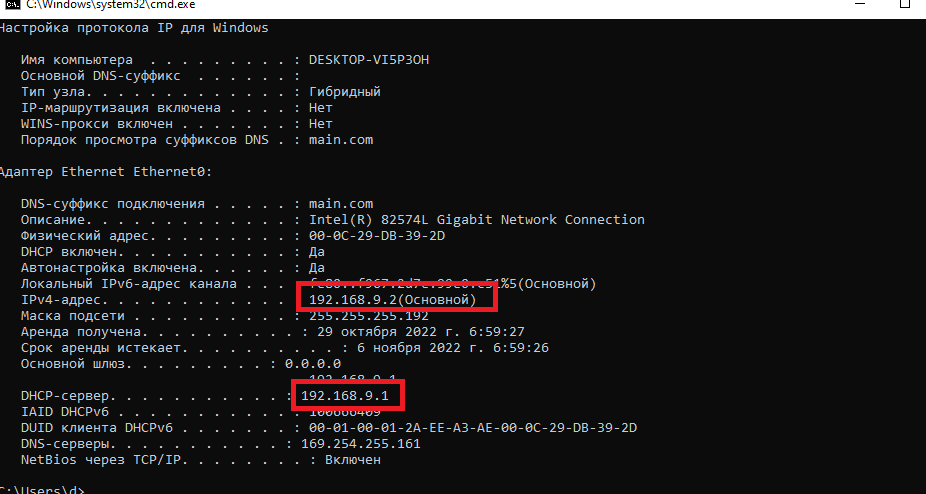 C:\Windows\system32\cmd.exe
Настройка протокола IP для Windows
Имя компьютера . . . . . . . . . : DESKTOP-VI5P3OH
Основной DNS-суффикс . . . . . . :
Тип узла. . . . . . . . . . . . . : Гибридный
IP-маршрутизация включена . . . . : Нет
WINS-прокси включен . . . . . . . : Нет
Порядок просмотра суффиксов DNS . : main.com
Адаптер Ethernet Ethernet0:
DNS-суффикс подключения . . . . . : main.com
Описание. . . . . . . . . . . . . : Intel(R) 82574L Gigabit Network Connection
Физический адрес. . . . . . . . . : 00-0C-29-DB-39-2D
DHCP включен. . . . . . . . . . . : Да
Автонастройка включена. . . . . . : Да
Локальный IPv6-адрес канала . . . %5(Основной)
IPv4-адрес. . . . . . . . . . . . : 192.168.9.2(Основной)
Маска подсети . . . . . . . . . . : 255.255.255.192
Аренда получена. . . . . . . . . . : 29 октября 2022 г. 6:59:27
Срок аренды истекает. . . . . . . . . . : 6 ноября 2022 г. 6:59:26
Основной шлюз. . . . . . . . . : 0.0.0.0
192.168.9.1
DHCP-сервер. . . . . . . . . . . : 192.168.9.1
IAID DHCPv6 . . . . . . . . . . . : 100666409
DUID клиента DHCPv6 . . . . . . . : 00-01-00-01-2A-EE-A3-AE-00-0C-29-DB-39-2D
DNS-серверы. . . . . . . . . . . : 169.254.255.161
NetBios через TCP/IP. . . . . . . . : Включен
C:\Users\d>